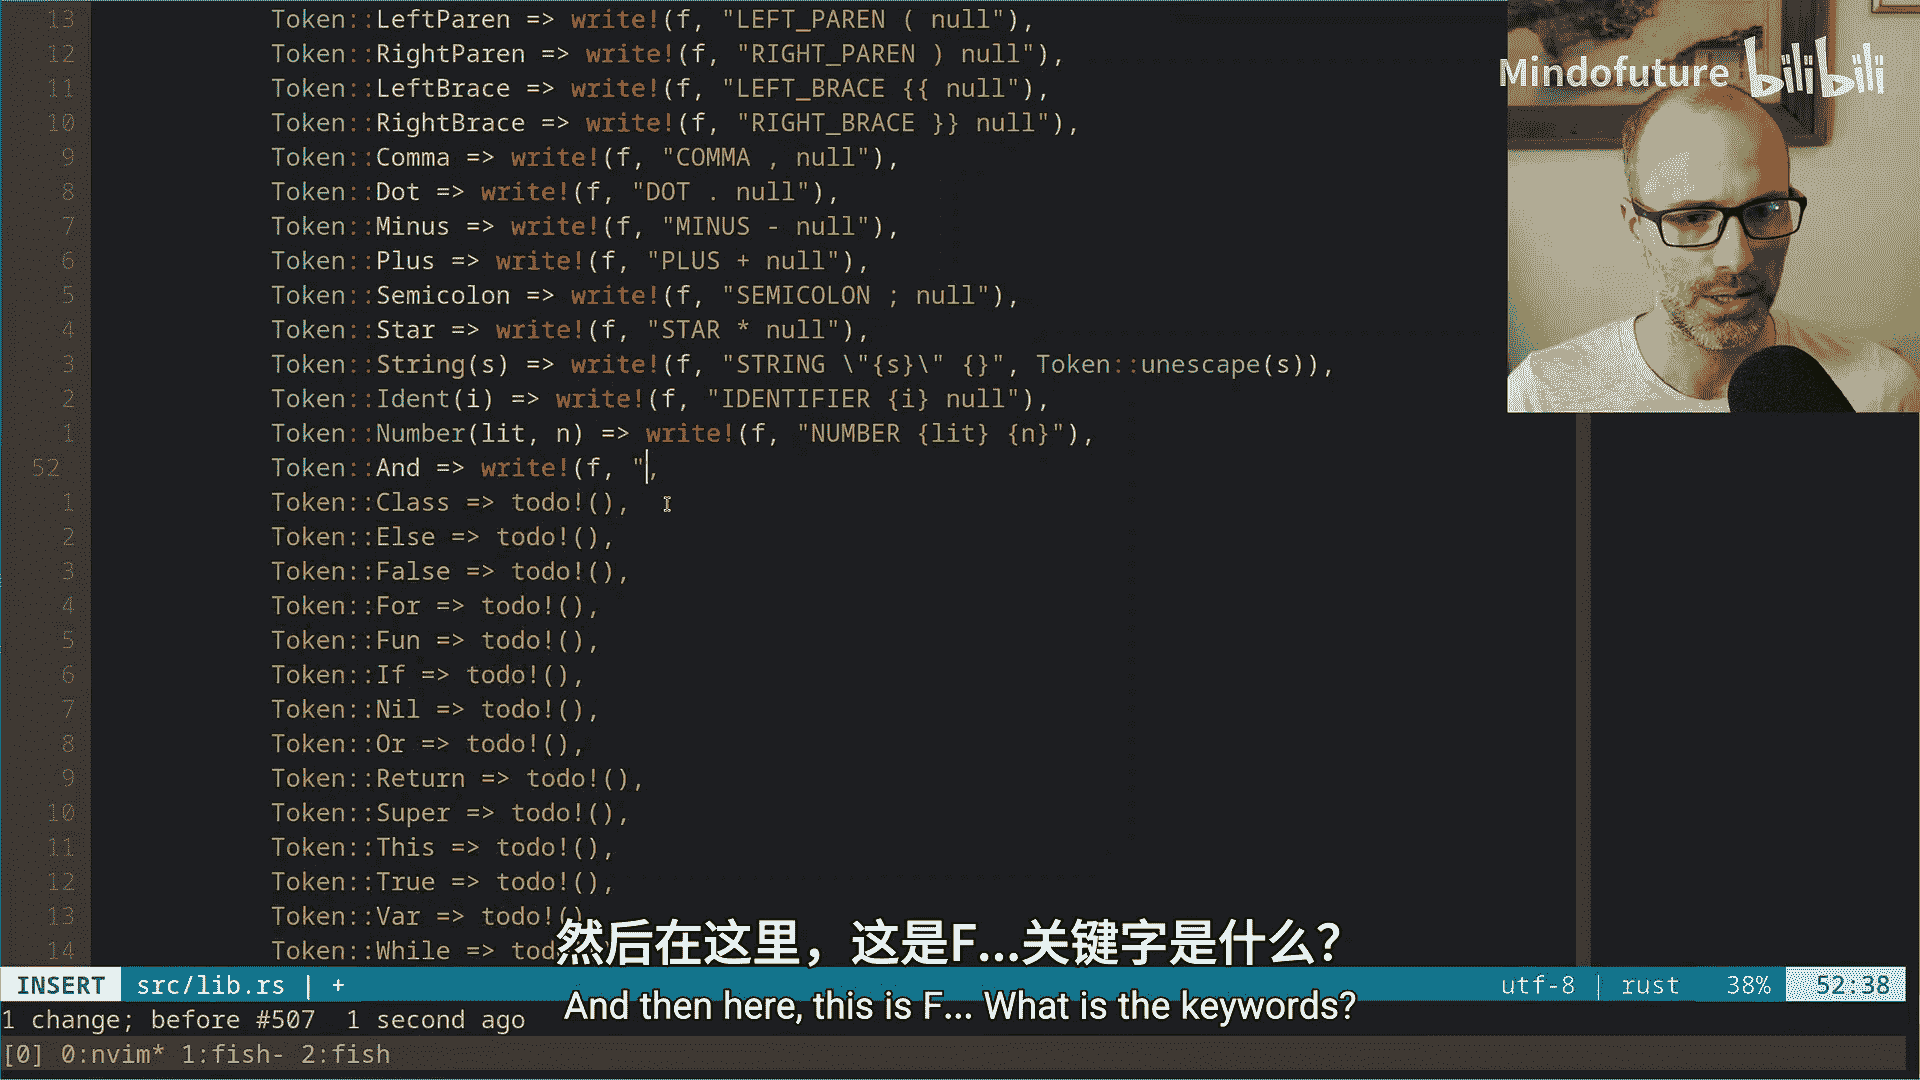 13 Token::LeftParen => write!(f, "LEFT_PAREN ( null"),
12 Token::RightParen => write!(f, "RIGHT_PAREN ) null"),
11 Token::LeftBrace => write!(f, "LEFT_BRACE {{ null"),
10 Token::RightBrace => write!(f, "RIGHT_BRACE }} null"),
9 Token::Comma => write!(f, "COMMA , null"),
8 Token::Dot => write!(f, "DOT . null"),
7 Token::Minus => write!(f, "MINUS - null"),
6 Token::Plus => write!(f, "PLUS + null"),
5 Token::Semicolon => write!(f, "SEMICOLON ; null"),
4 Token::Star => write!(f, "STAR * null"),
3 Token::String(s) => write!(f, "STRING \"{s}\" {}", Token::unescape(s)),
2 Token::Ident(i) => write!(f, "IDENTIFIER {i} null"),
1 Token::Number(lit, n) => write!(f, "NUMBER {lit} {n}"),
52 Token::And => write!(f, ",
1 Token::Class => todo!(),
2 Token::Else => todo!(),
3 Token::False => todo!(),
4 Token::For => todo!(),
5 Token::Fun => todo!(),
6 Token::If => todo!(),
7 Token::Nil => todo!(),
8 Token::Or => todo!(),
9 Token::Return => todo!(),
10 Token::Super => todo!(),
11 Token::This => todo!(),
12 Token::True => todo!(),
13 Token::Var => todo!()
14 Token::While => tod
Mindofuture bilibili
然后在这里，这是F...关键字是什么？
And then here, this is F... What is the keywords?
INSERT src/lib.rs | + utf-8 | rust 38% 52:38
1 change; before #507 1 second ago
[0] 0:nvim* 1:fish- 2:fish